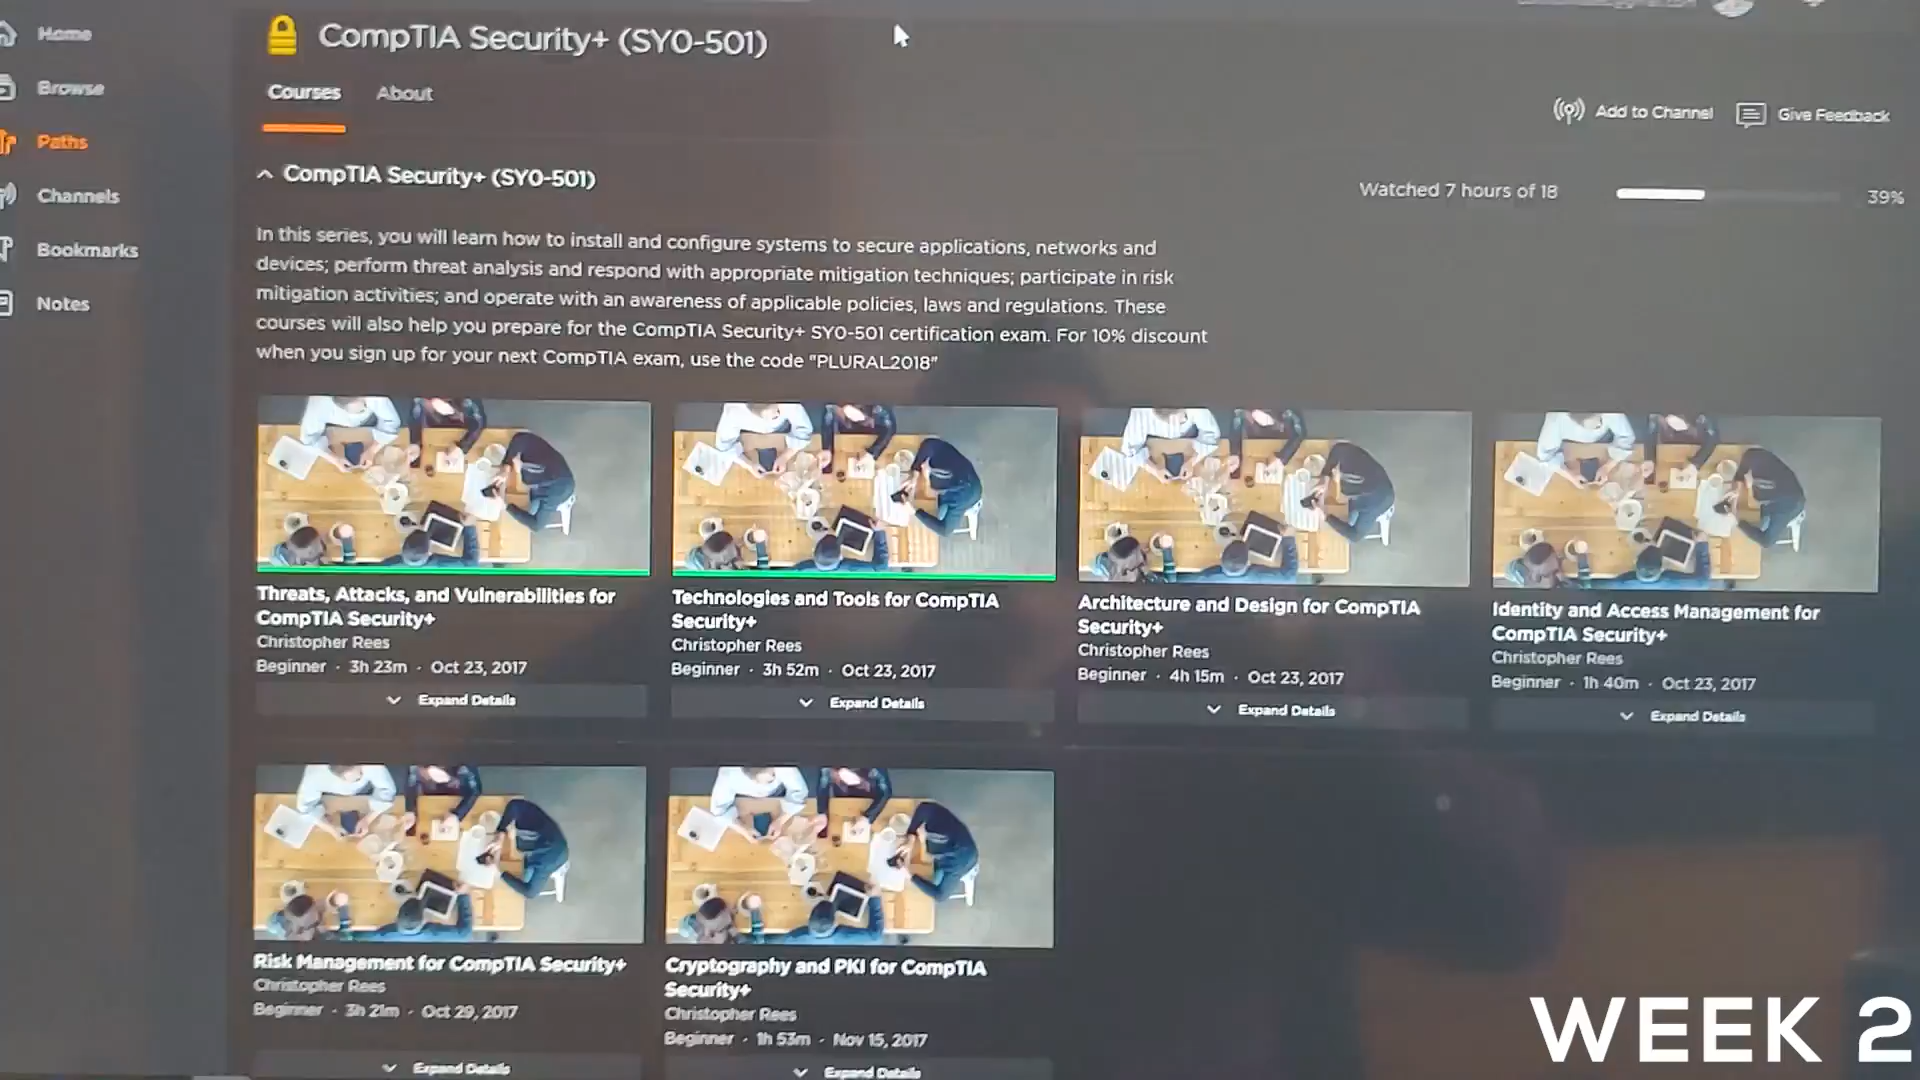 Home
Browse
Paths
Channels
Bookmarks
Notes
CompTIA Security+ (SY0-501)
Courses About
Add to Channel Give Feedback
CompTIA Security+ (SY0-501)
Watched 7 hours of 18 39%
In this series, you will learn how to install and configure systems to secure applications, networks and
devices; perform threat analysis and respond with appropriate mitigation techniques; participate in risk
mitigation activities; and operate with an awareness of applicable policies, laws and regulations. These
courses will also help you prepare for the CompTIA Security+ SY0-501 certification exam. For 10% discount
when you sign up for your next CompTIA exam, use the code "PLURAL2018"
Threats, Attacks, and Vulnerabilities for
CompTIA Security+
Christopher Rees
Beginner · 3h 23m · Oct 23, 2017
Expand Details
Technologies and Tools for CompTIA
Security+
Christopher Rees
Beginner · 3h 52m · Oct 23, 2017
Expand Details
Architecture and Design for CompTIA
Security+
Christopher Rees
Beginner · 4h 15m · Oct 23, 2017
Expand Details
Identity and Access Management for
CompTIA Security+
Christopher Rees
Beginner · 1h 40m · Oct 23, 2017
Expand Details
Risk Management for CompTIA Security+
Christopher Rees
Beginner · 3h 21m · Oct 29, 2017
Expand Details
Cryptography and PKI for CompTIA
Security+
Christopher Rees
Beginner · 1h 53m · Nov 15, 2017
Expand Details
WEEK 2